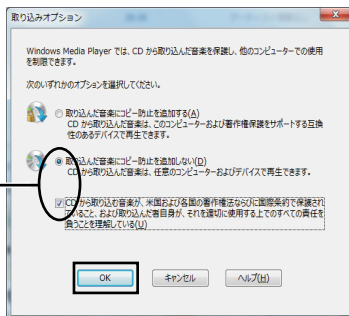 取り込みオプション
Windows Media Player では、CD から取り込んだ音楽を保護し、他のコンピューターでの使用
を制限できます。
次のいずれかのオプションを選択してください。
取り込んだ音楽にコピー防止を追加する(A)
CD から取り込んだ音楽は、このコンピューターおよび著作権保護をサポートする互換
性のあるデバイスで再生できます。
取り込んだ音楽にコピー防止を追加しない(D)
CD から取り込んだ音楽は、任意のコンピューターおよびデバイスで再生できます。
CD から取り込む音楽が、米国および各国の著作権法ならびに国際条約で保護され
ていること、および取り込んだ者自身が、それを適切に使用する上でのすべての責任を
負うことを理解している(U)
OK
キャンセル
ヘルプ(H)